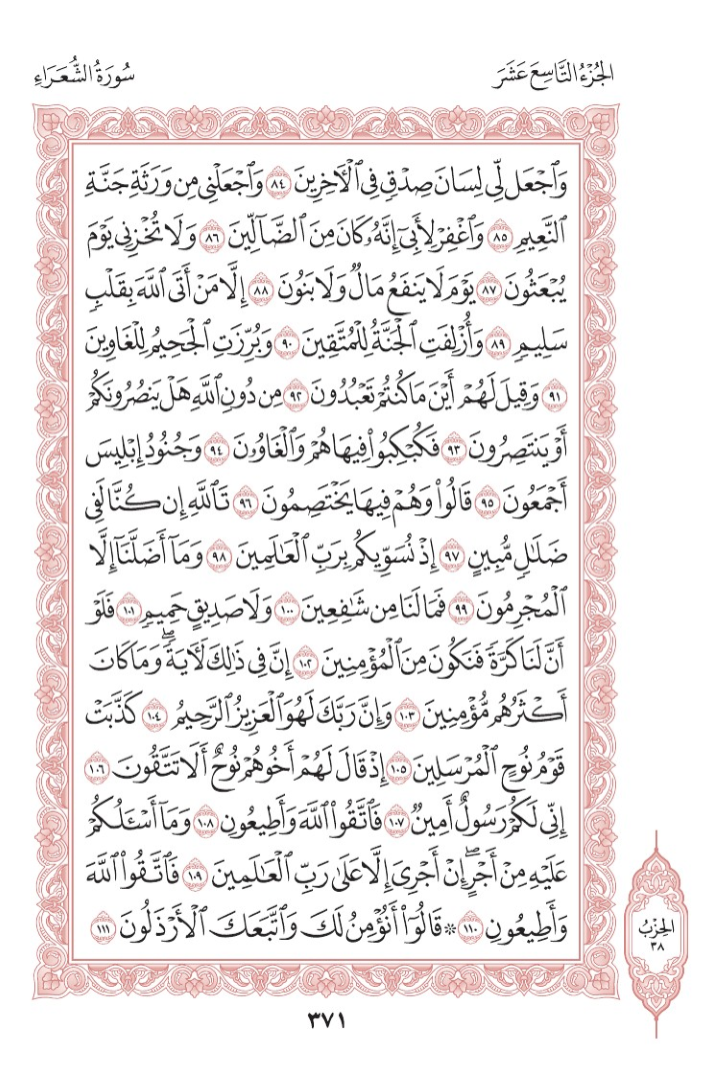 الجُزْءُ التَّاسِعَ عَشَرَ
سُورَةُ الشُّعَرَاءِ
وَٱجْعَل لِّي لِسَانَ صِدْقٖ فِي ٱلۡأٓخِرِينَ ٨٤ وَٱجۡعَلۡنِي مِن وَرَثَةِ جَنَّةِ
ٱلنَّعِيمِ ٨٥ وَٱغۡفِرۡ لِأَبِيٓ إِنَّهُۥ كَانَ مِنَ ٱلضَّآلِّينَ ٨٦ وَلَا تُخۡزِنِي يَوۡمَ
يُبۡعَثُونَ ٨٧ يَوۡمَ لَا يَنفَعُ مَالٞ وَلَا بَنُونَ ٨٨ إِلَّا مَنۡ أَتَى ٱللَّهَ بِقَلۡبٖ
سَلِيمٖ ٨٩ وَأُزۡلِفَتِ ٱلۡجَنَّةُ لِلۡمُتَّقِينَ ٩٠ وَبُرِّزَتِ ٱلۡجَحِيمُ لِلۡغَاوِينَ
٩١ وَقِيلَ لَهُمۡ أَيۡنَ مَا كُنتُمۡ تَعۡبُدُونَ ٩٢ مِن دُونِ ٱللَّهِ هَلۡ يَنصُرُونَكُمۡ
أَوۡ يَنتَصِرُونَ ٩٣ فَكُبۡكِبُواْ فِيهَا هُمۡ وَٱلۡغَاوُۥنَ ٩٤ وَجُنُودُ إِبۡلِيسَ
أَجۡمَعُونَ ٩٥ قَالُواْ وَهُمۡ فِيهَا يَخۡتَصِمُونَ ٩٦ تَٱللَّهِ إِن كُنَّا لَفِي
ضَلَٰلٖ مُّبِينٍ ٩٧ إِذۡ نُسَوِّيكُم بِرَبِّ ٱلۡعَٰلَمِينَ ٩٨ وَمَآ أَضَلَّنَآ إِلَّا
ٱلۡمُجۡرِمُونَ ٩٩ فَمَا لَنَا مِن شَٰفِعِينَ ١٠٠ وَلَا صَدِيقٍ حَمِيمٖ ١٠١ فَلَوۡ
أَنَّ لَنَا كَرَّةٗ فَنَكُونَ مِنَ ٱلۡمُؤۡمِنِينَ ١٠٢ إِنَّ فِي ذَٰلِكَ لَأٓيَةٗۖ وَمَا كَانَ
أَكۡثَرُهُم مُّؤۡمِنِينَ ١٠٣ وَإِنَّ رَبَّكَ لَهُوَ ٱلۡعَزِيزُ ٱلرَّحِيمُ ١٠٤ كَذَّبَتۡ
قَوۡمُ نُوحٍ ٱلۡمُرۡسَلِينَ ١٠٥ إِذۡ قَالَ لَهُمۡ أَخُوهُمۡ نُوحٌ أَلَا تَتَّقُونَ ١٠٦
إِنِّي لَكُمۡ رَسُولٌ أَمِينٞ ١٠٧ فَٱتَّقُواْ ٱللَّهَ وَأَطِيعُونِ ١٠٨ وَمَآ أَسۡـَٔلُكُمۡ
عَلَيۡهِ مِنۡ أَجۡرٍۖ إِنۡ أَجۡرِيَ إِلَّا عَلَىٰ رَبِّ ٱلۡعَٰلَمِينَ ١٠٩ فَٱتَّقُواْ ٱللَّهَ
وَأَطِيعُونِ ١١٠ ۞ قَالُوٓاْ أَنُؤۡمِنُ لَكَ وَٱتَّبَعَكَ ٱلۡأَرۡذَلُونَ ١١١
الحِزْبُ
٣٨
٣٧١